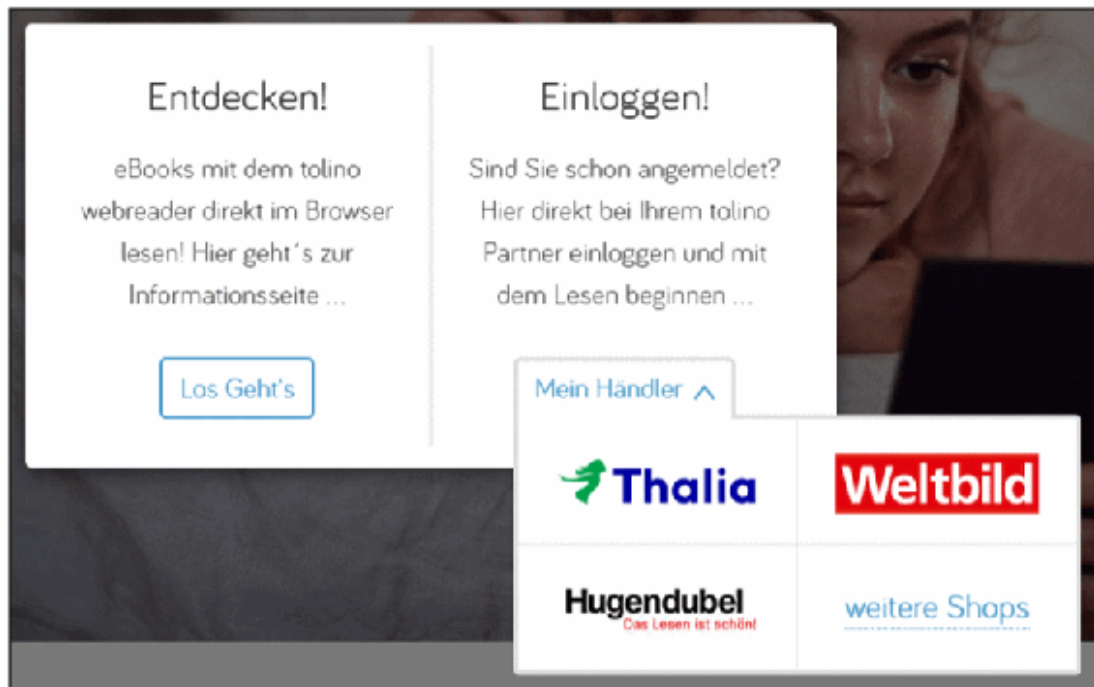 Entdecken!
eBooks mit dem tolino
webreader direkt im Browser
lesen! Hier geht´s zur
Informationsseite ...
Los Geht's
Einloggen!
Sind Sie schon angemeldet?
Hier direkt bei Ihrem tolino
Partner einloggen und mit
dem Lesen beginnen ...
Mein Händler
Thalia
Weltbild
Hugendubel
Das Lesen ist schön!
weitere Shops